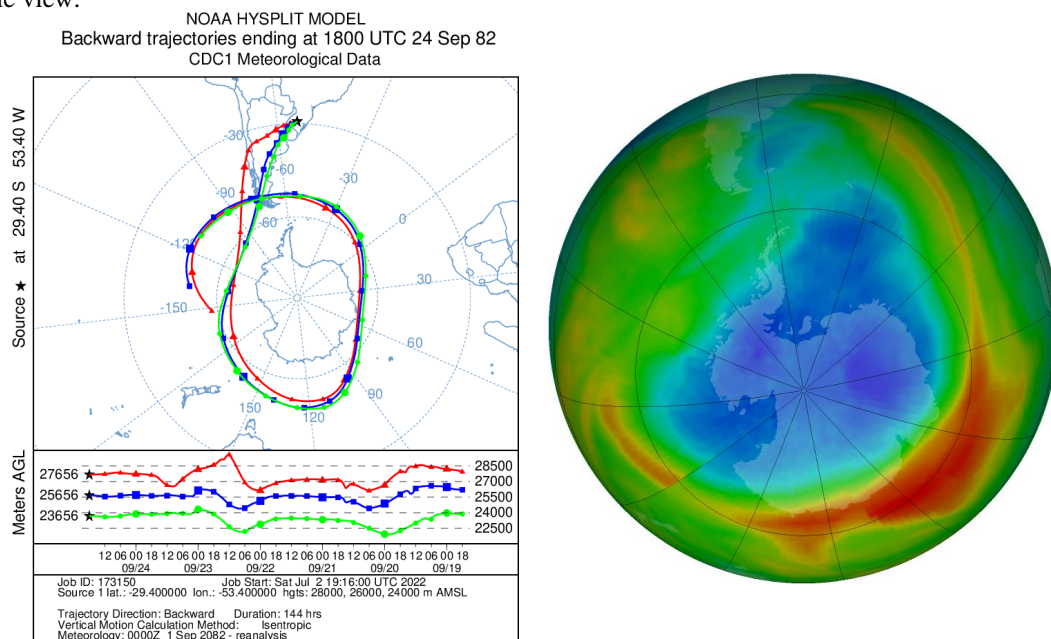 ic view.
NOAA HYSPLIT MODEL
Backward trajectories ending at 1800 UTC 24 Sep 82
CDC1 Meteorological Data
Source ★ at 29.40 S 53.40 W
-30
-60
-30
-90
-60
0
-120
30
-150
60
90
150
120
Meters AGL
27656
25656
23656
28500
27000
25500
24000
22500
12 06 00 18 12 06 00 18 12 06 00 18 12 06 00 18 12 06 00 18 12 06 00 18
09/24 09/23 09/22 09/21 09/20 09/19
Job ID: 173150 Job Start: Sat Jul 2 19:16:00 UTC 2022
Source 1 lat.: -29.400000 lon.: -53.400000 hgts: 28000, 26000, 24000 m AMSL
Trajectory Direction: Backward Duration: 144 hrs
Vertical Motion Calculation Method: Isentropic
Meteorology: 0000Z 1 Sep 2082 - reanalysis